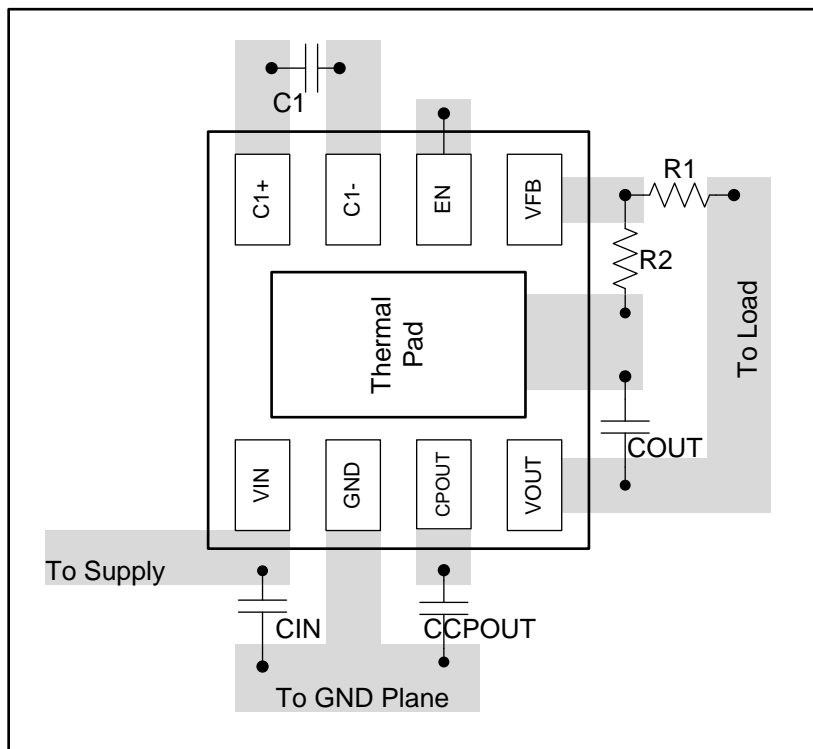 C1
C1+
C1-
EN
VFB
R1
R2
Thermal
Pad
To Load
COUT
VIN
GND
CPOUT
VOUT
To Supply
CIN
CCPOUT
To GND Plane